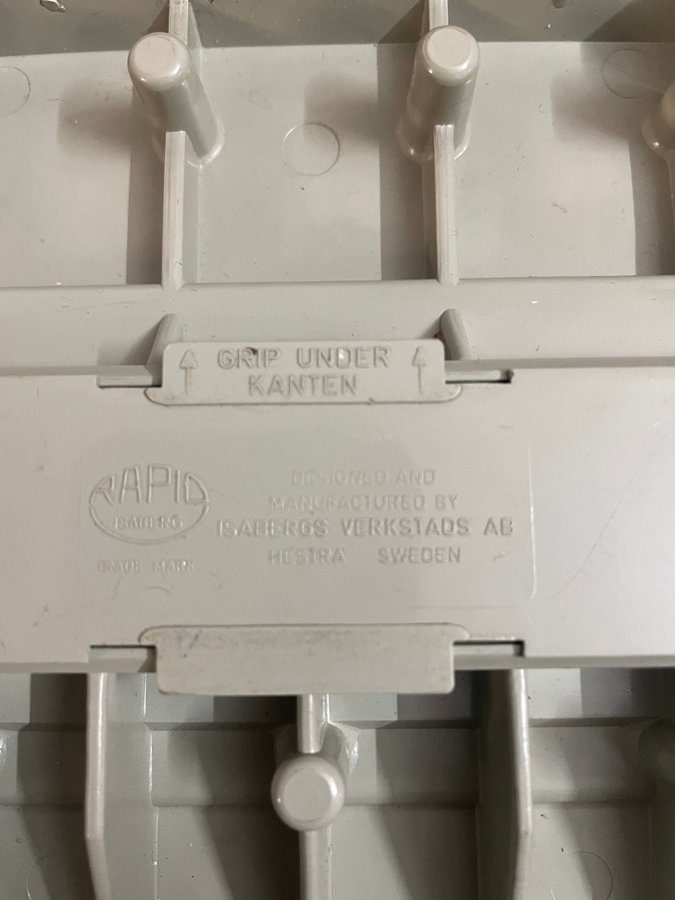 GRIP UNDER
KANTEN
RAPID
ISABERG
TRADE MARK
DESIGNED AND
MANUFACTURED BY
ISABERGS VERKSTADS AB
HESTRA SWEDEN